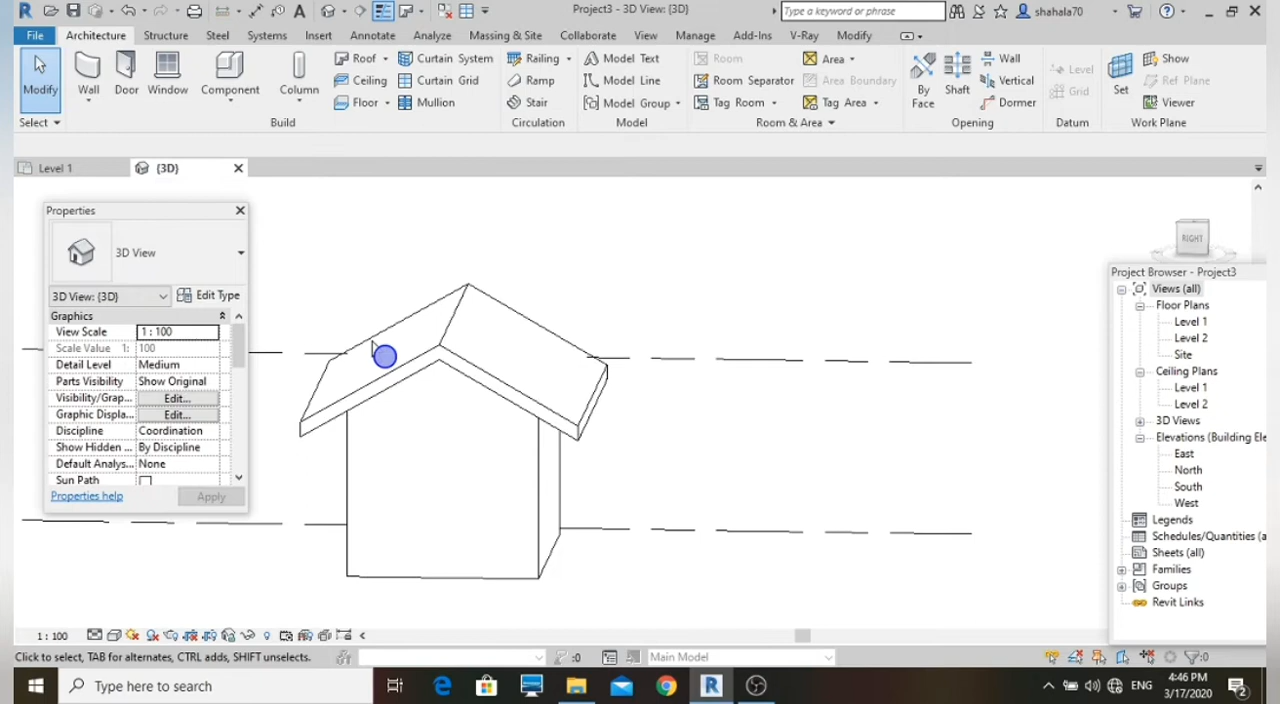 Project3 - 3D View: {3D}
Type a keyword or phrase
shahala70
File
Architecture
Structure
Steel
Systems
Insert
Annotate
Analyze
Massing & Site
Collaborate
View
Manage
Add-Ins
V-Ray
Modify
Modify
Wall
Door
Window
Component
Column
Roof
Ceiling
Floor
Curtain System
Curtain Grid
Mullion
Railing
Ramp
Stair
Model Text
Model Line
Model Group
Room
Room Separator
Tag Room
Area
Area Boundary
Tag Area
By
Face
Shaft
Wall
Vertical
Dormer
Level
Grid
Set
Show
Ref Plane
Viewer
Select
Build
Circulation
Model
Room & Area
Opening
Datum
Work Plane
Level 1
{3D}
Properties
3D View
3D View: {3D}
Edit Type
Graphics
View Scale 1 : 100
Scale Value 1: 100
Detail Level Medium
Parts Visibility Show Original
Visibility/Grap... Edit...
Graphic Displa... Edit...
Discipline Coordination
Show Hidden ... By Discipline
Default Analys... None
Sun Path
Properties help
Apply
RIGHT
Project Browser - Project3
Views (all)
Floor Plans
Level 1
Level 2
Site
Ceiling Plans
Level 1
Level 2
3D Views
Elevations (Building Ele
East
North
South
West
Legends
Schedules/Quantities (a
Sheets (all)
Families
Groups
Revit Links
1 : 100
Click to select, TAB for alternates, CTRL adds, SHIFT unselects.
:0
Main Model
:0
Type here to search
ENG
4:46 PM
3/17/2020
2